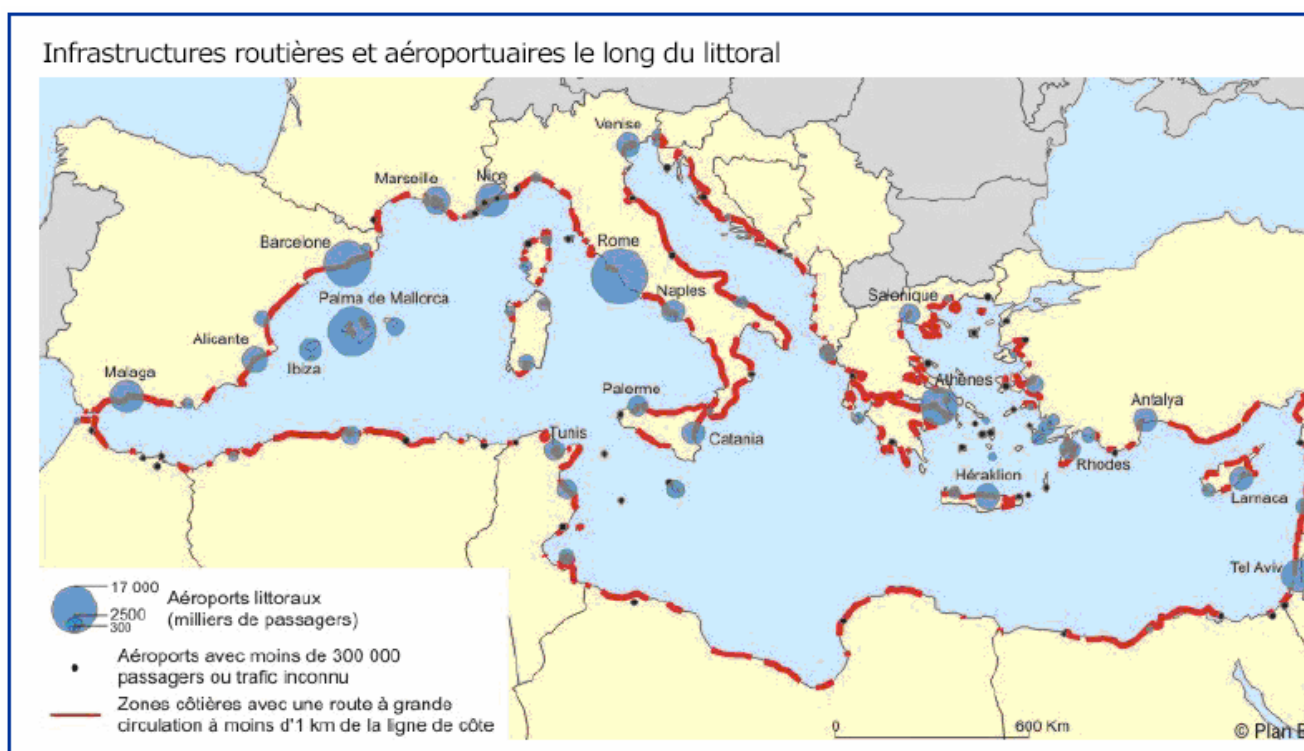 Infrastructures routières et aéroportuaires le long du littoral
Venise
Marseille
Nice
Barcelone
Rome
Palma de Mallorca
Naples
Salonique
Alicante
Ibiza
Malaga
Palerme
Athènes
Antalya
Tunis
Catania
Rhodes
Héraklion
Larnaca
Tel Aviv
17 000
2500
300
Aéroports littoraux
(milliers de passagers)
Aéroports avec moins de 300 000
passagers ou trafic inconnu
Zones côtières avec une route à grande
circulation à moins d'1 km de la ligne de côte
0
600 Km
© Plan B